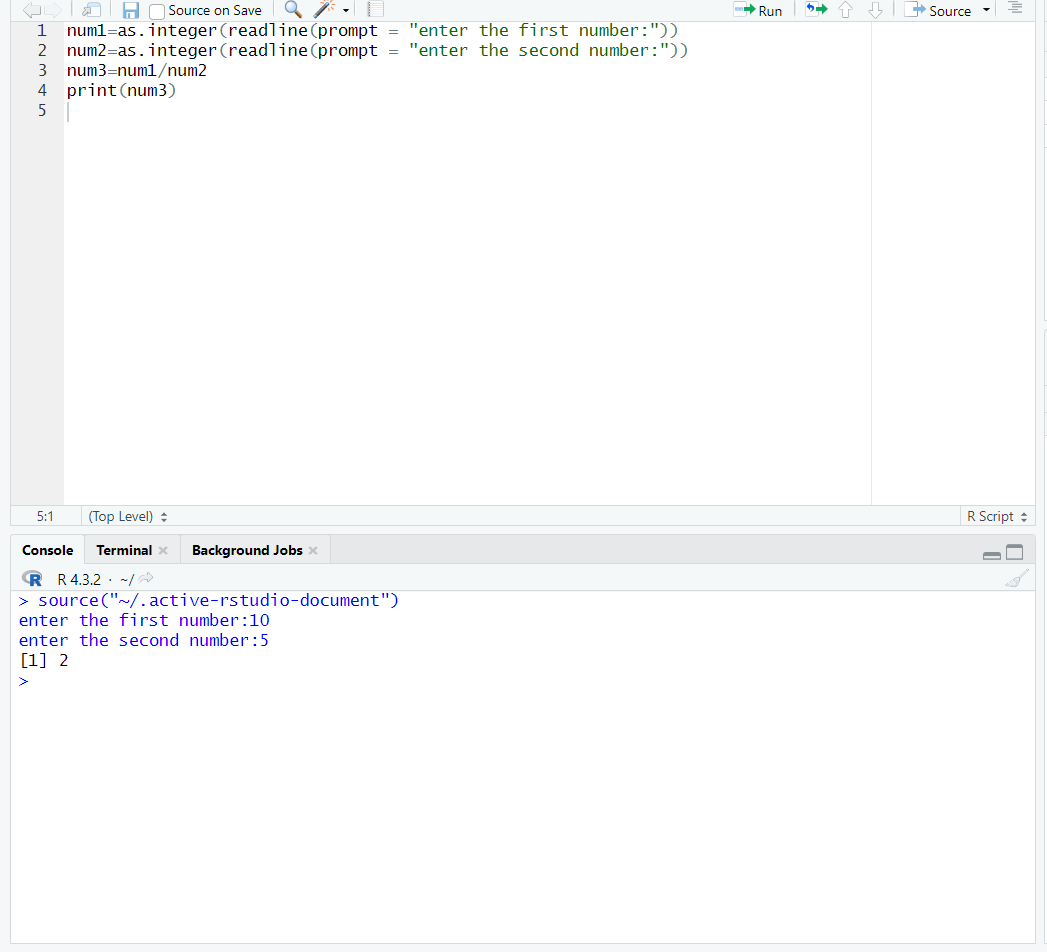 Source on Save Run Source
1 num1=as.integer(readline(prompt = "enter the first number:"))
2 num2=as.integer(readline(prompt = "enter the second number:"))
3 num3=num1/num2
4 print(num3)
5
5:1 (Top Level) R Script
Console Terminal Background Jobs
R R 4.3.2 · ~/
> source("~/.active-rstudio-document")
enter the first number:10
enter the second number:5
[1] 2
>